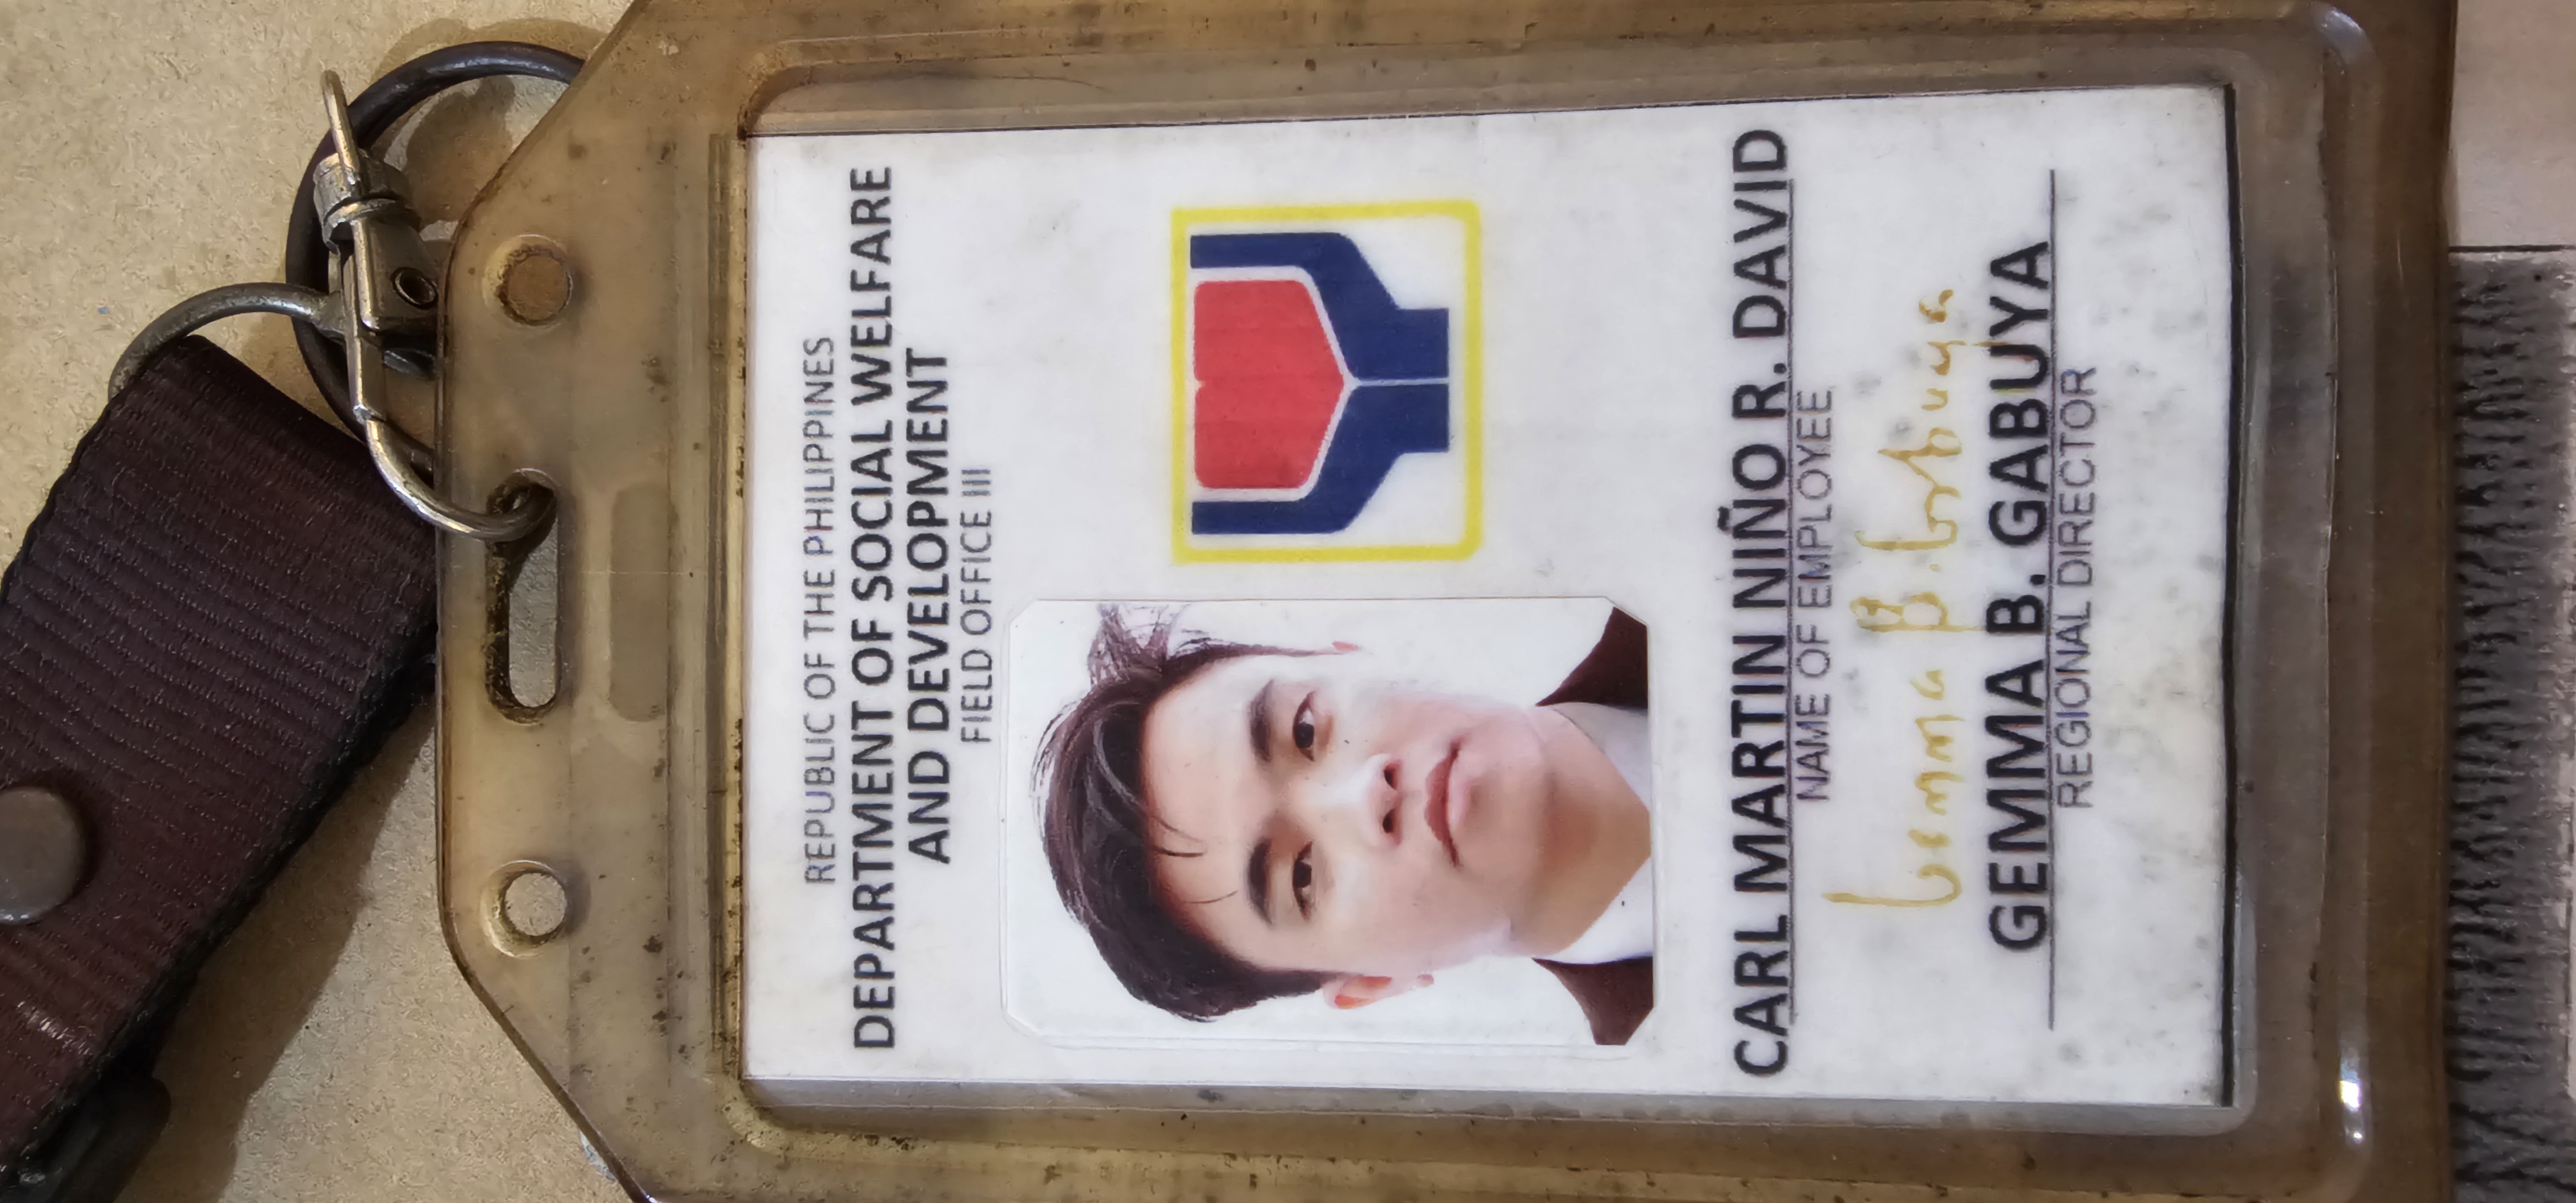 REPUBLIC OF THE PHILIPPINES
DEPARTMENT OF SOCIAL WELFARE
AND DEVELOPMENT
FIELD OFFICE III
CARL MARTIN NIÑO R. DAVID
NAME OF EMPLOYEE
Gemma B. Gabuya
GEMMA B. GABUYA
REGIONAL DIRECTOR